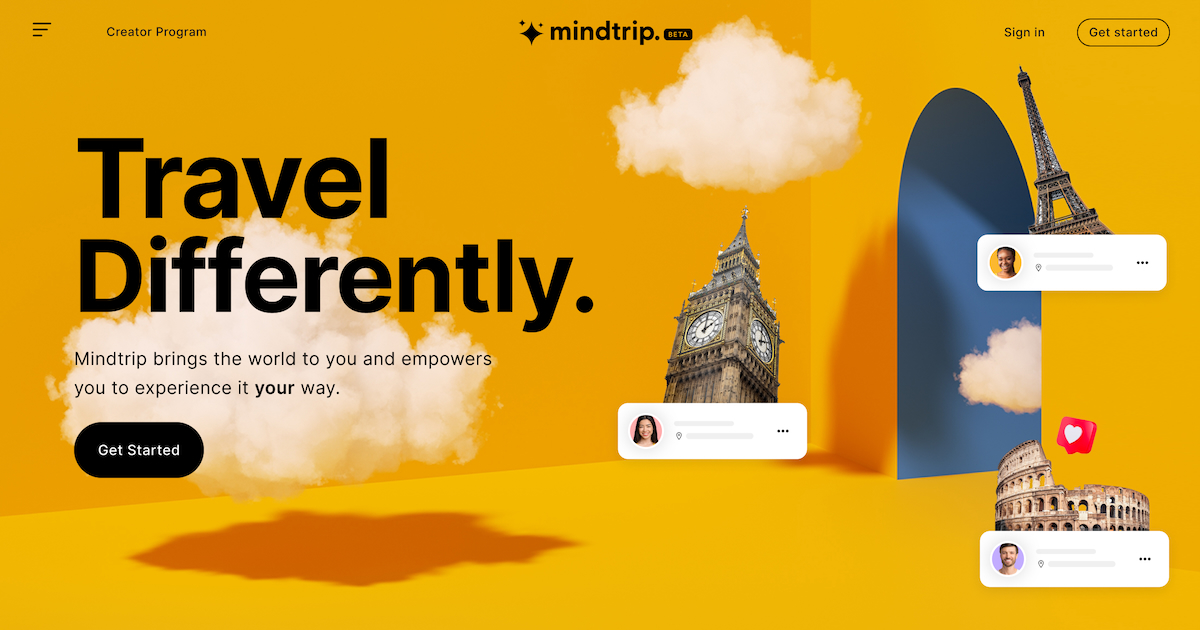 Creator Program
mindtrip. BETA
Sign in
Get started
Travel
Differently.
Mindtrip brings the world to you and empowers
you to experience it your way.
Get Started